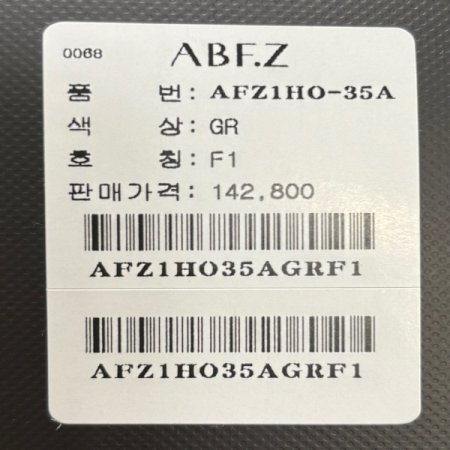 0068 ABF.Z
품 번: AFZ1HO-35A
색 상: GR
호 칭: F1
판매가격: 142,800
AFZ1HO35AGRF1
AFZ1HO35AGRF1